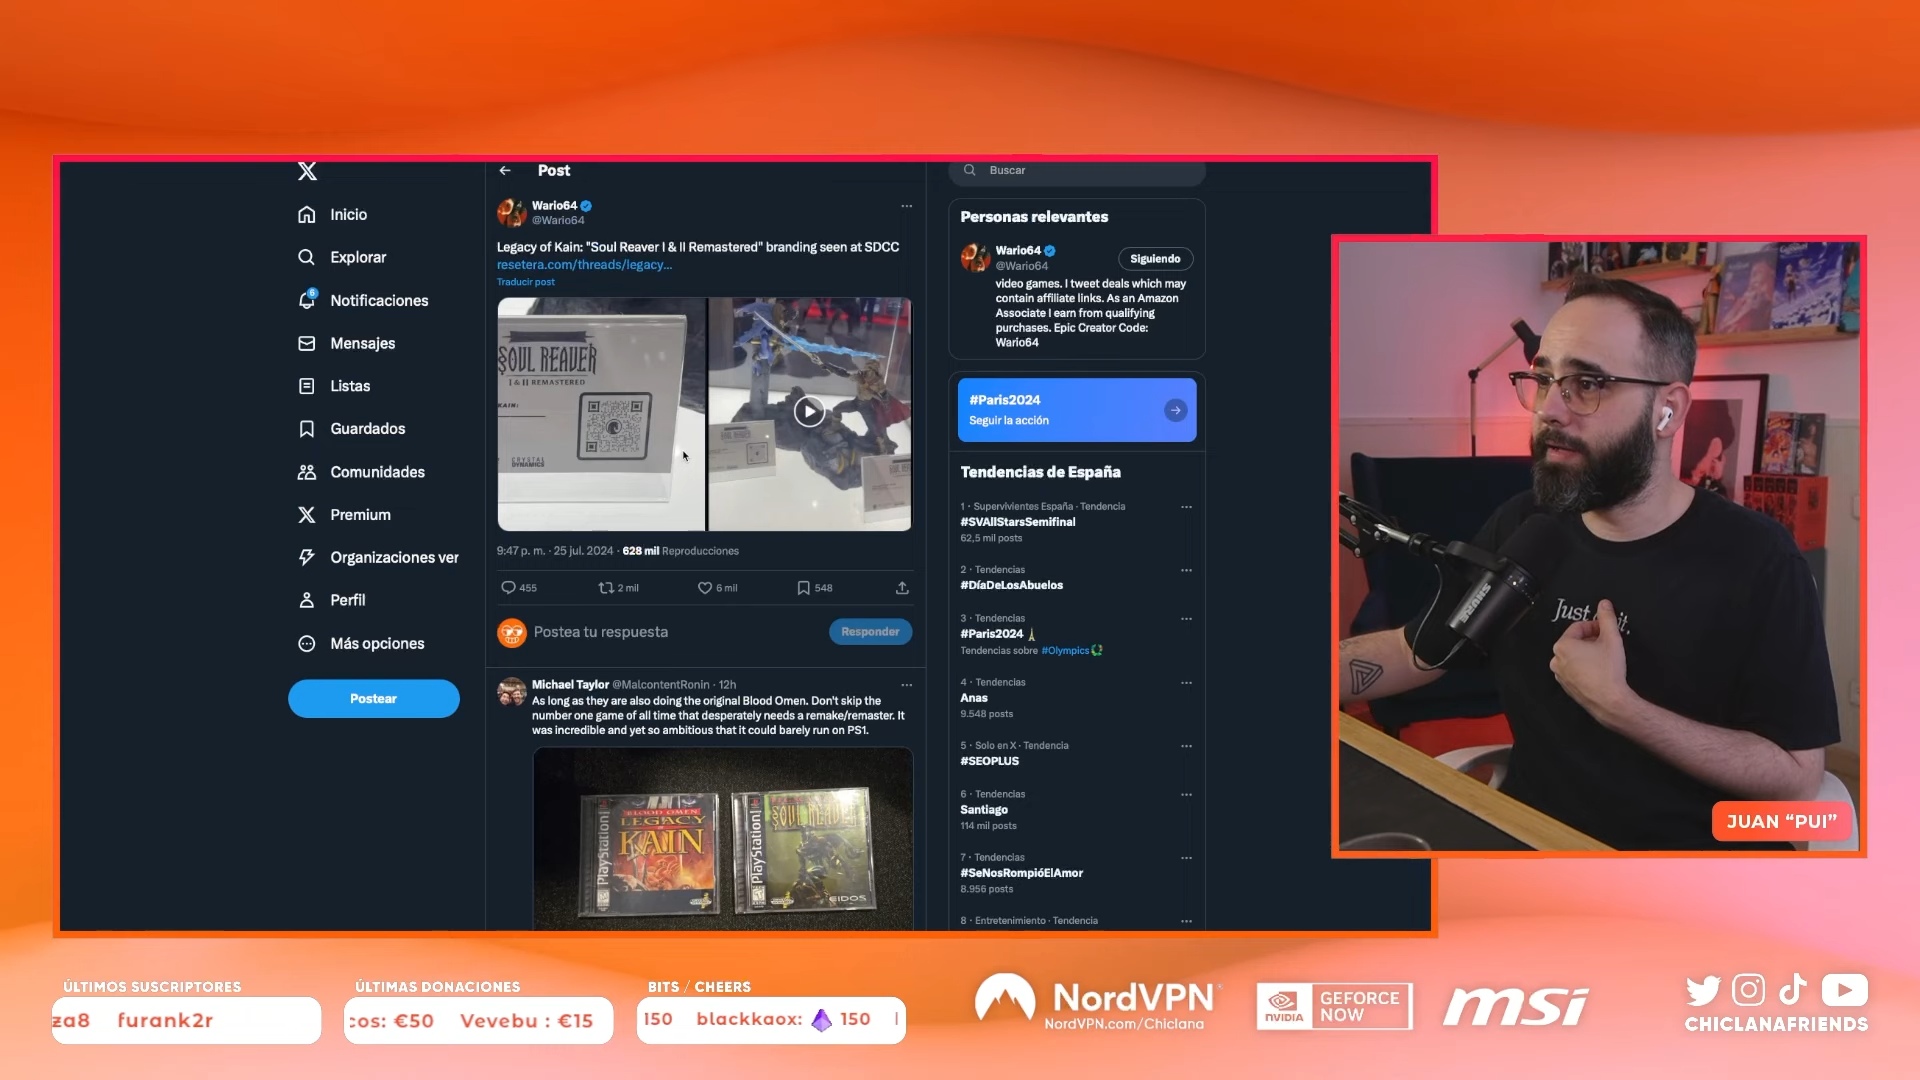 Post
Buscar
Inicio
Explorar
6
Notificaciones
Mensajes
Listas
Guardados
Comunidades
Premium
Organizaciones ver
Perfil
Más opciones
Postear
Wario64
@Wario64
Legacy of Kain: "Soul Reaver I & II Remastered" branding seen at SDCC
resetera.com/threads/legacy...
Traducir post
SOUL REAVER
I & II REMASTERED
KAIN:
CRYSTAL
DYNAMICS
9:47 p. m. · 25 jul. 2024 · 628 mil Reproducciones
455
2 mil
6 mil
548
Postea tu respuesta
Responder
Michael Taylor @MalcontentRonin · 12h
As long as they are also doing the original Blood Omen. Don't skip the
number one game of all time that desperately needs a remake/remaster. It
was incredible and yet so ambitious that it could barely run on PS1.
PlayStation
BLOOD OMEN
LEGACY
OF
KAIN
PlayStation
SOUL REAVER
EIDOS
Personas relevantes
Wario64
@Wario64
Siguiendo
video games. I tweet deals which may
contain affiliate links. As an Amazon
Associate I earn from qualifying
purchases. Epic Creator Code:
Wario64
#Paris2024
Seguir la acción
Tendencias de España
1 · Supervivientes España · Tendencia
#SVAllStarsSemifinal
62,5 mil posts
2 · Tendencias
#DíaDeLosAbuelos
3 · Tendencias
#Paris2024
Tendencias sobre #Olympics
4 · Tendencias
Anas
9.548 posts
5 · Solo en X · Tendencia
#SEOPLUS
6 · Tendencias
Santiago
114 mil posts
7 · Tendencias
#SeNosRompióElAmor
8.956 posts
8 · Entretenimiento · Tendencia
SHURE
Just it.
JUAN “PUI”
ÚLTIMOS SUSCRIPTORES
za8 furank2r
ÚLTIMAS DONACIONES
cos: €50 Vevebu : €15
BITS / CHEERS
150 blackkaox: 150
NordVPN
NordVPN.com/Chiclana
NVIDIA
GEFORCE
NOW
msi
CHICLANAFRIENDS